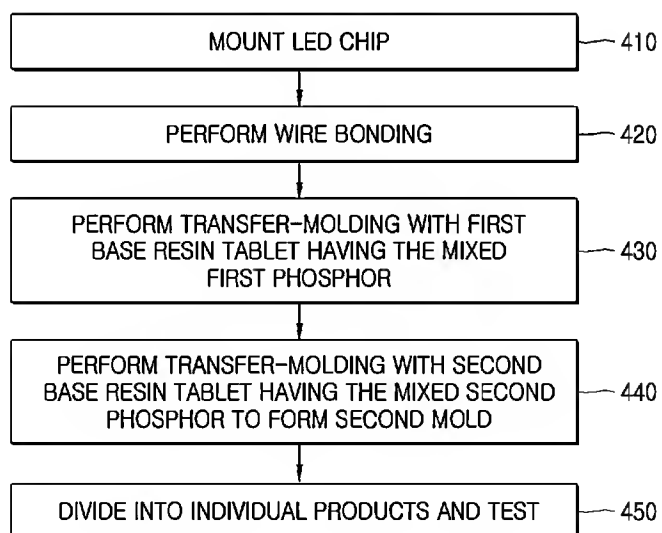 MOUNT LED CHIP
410
PERFORM WIRE BONDING
420
PERFORM TRANSFER-MOLDING WITH FIRST
BASE RESIN TABLET HAVING THE MIXED
FIRST PHOSPHOR
430
PERFORM TRANSFER-MOLDING WITH SECOND
BASE RESIN TABLET HAVING THE MIXED SECOND
PHOSPHOR TO FORM SECOND MOLD
440
DIVIDE INTO INDIVIDUAL PRODUCTS AND TEST
450